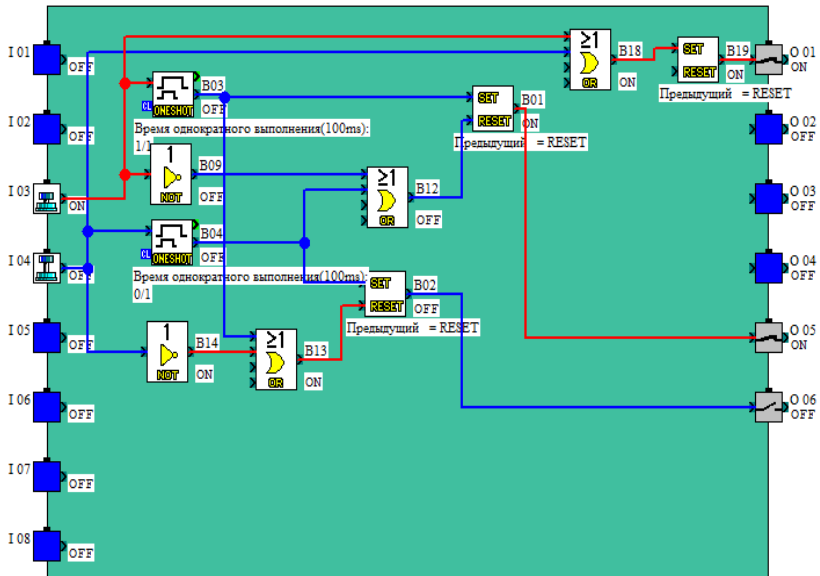 I 01
OFF
I 02
OFF
I 03
ON
I 04
OFF
I 05
OFF
I 06
OFF
I 07
OFF
I 08
OFF
B03
CL ONESHOT
OFF
Время однократного выполнения(100ms):
1/1
1
NOT
B09
OFF
B04
CL ONESHOT
OFF
Время однократного выполнения(100ms):
0/1
1
NOT
B14
ON
≥1
OR
B13
ON
≥1
OR
B12
OFF
SET
RESET
B02
OFF
Предыдущий = RESET
SET
RESET
B01
ON
Предыдущий = RESET
≥1
OR
B18
ON
SET
RESET
B19
ON
Предыдущий = RESET
O 01
ON
O 02
OFF
O 03
OFF
O 04
OFF
O 05
ON
O 06
OFF